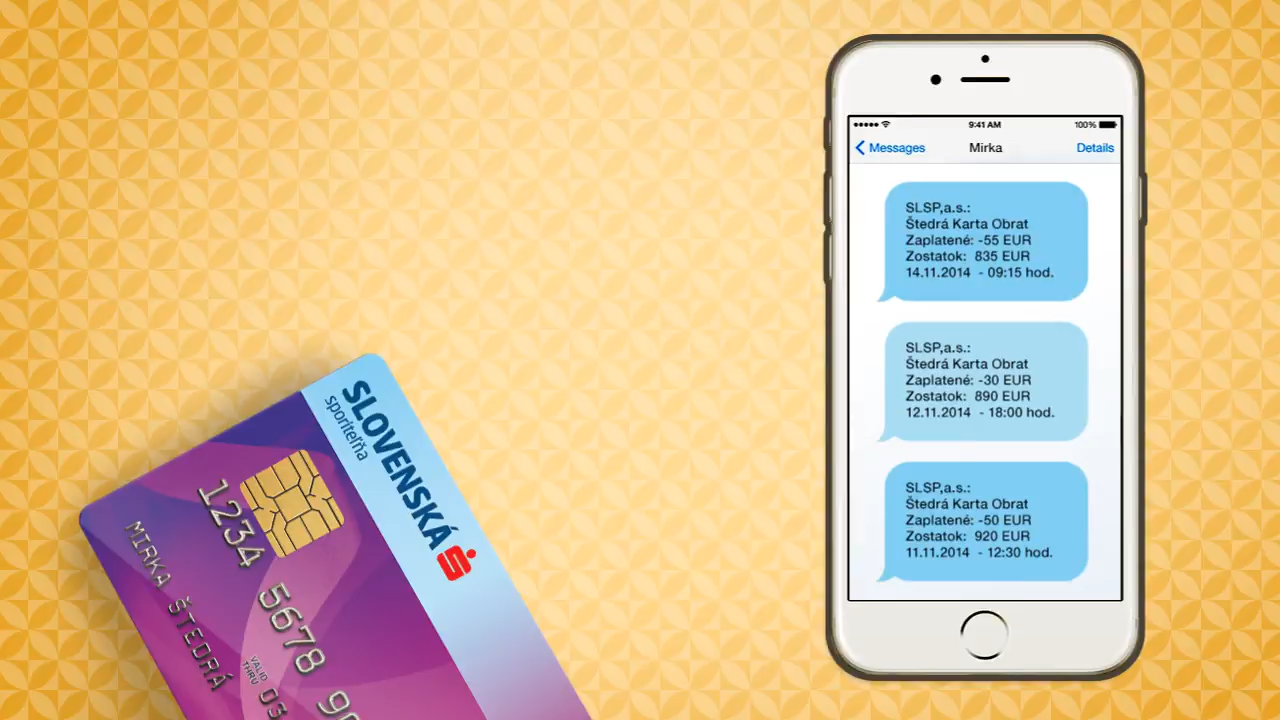 9:41 AM
100%
Messages
Mirka
Details
SLSP,a.s.:
Štedrá Karta Obrat
Zaplatené: -55 EUR
Zostatok:  835 EUR
14.11.2014  - 09:15 hod.
SLSP,a.s.:
Štedrá Karta Obrat
Zaplatené: -30 EUR
Zostatok:  890 EUR
12.11.2014  - 18:00 hod.
SLSP,a.s.:
Štedrá Karta Obrat
Zaplatené: -50 EUR
Zostatok:  920 EUR
11.11.2014  - 12:30 hod.
SLOVENSKÁ
sporiteľňa
1234 5678 90
VALID
THRU
03
MIRKA ŠTEDRÁ